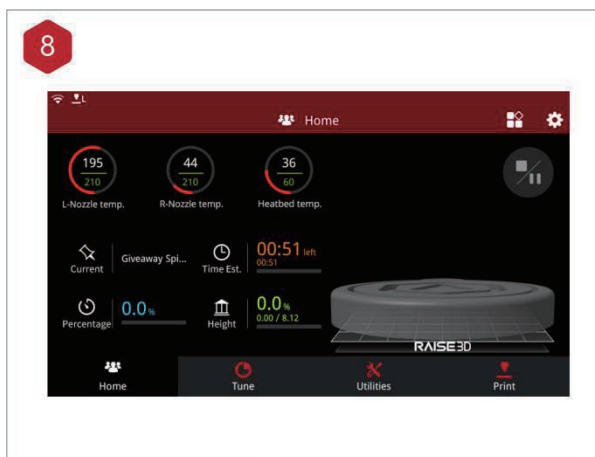 8
L
Home
195
210
L-Nozzle temp.
44
210
R-Nozzle temp.
36
60
Heatbed temp.
Current
Giveaway Spi...
Time Est.
00:51 left
00:51
Percentage
0.0%
Height
0.0%
0.00 / 8.12
RAISE3D
Home
Tune
Utilities
Print